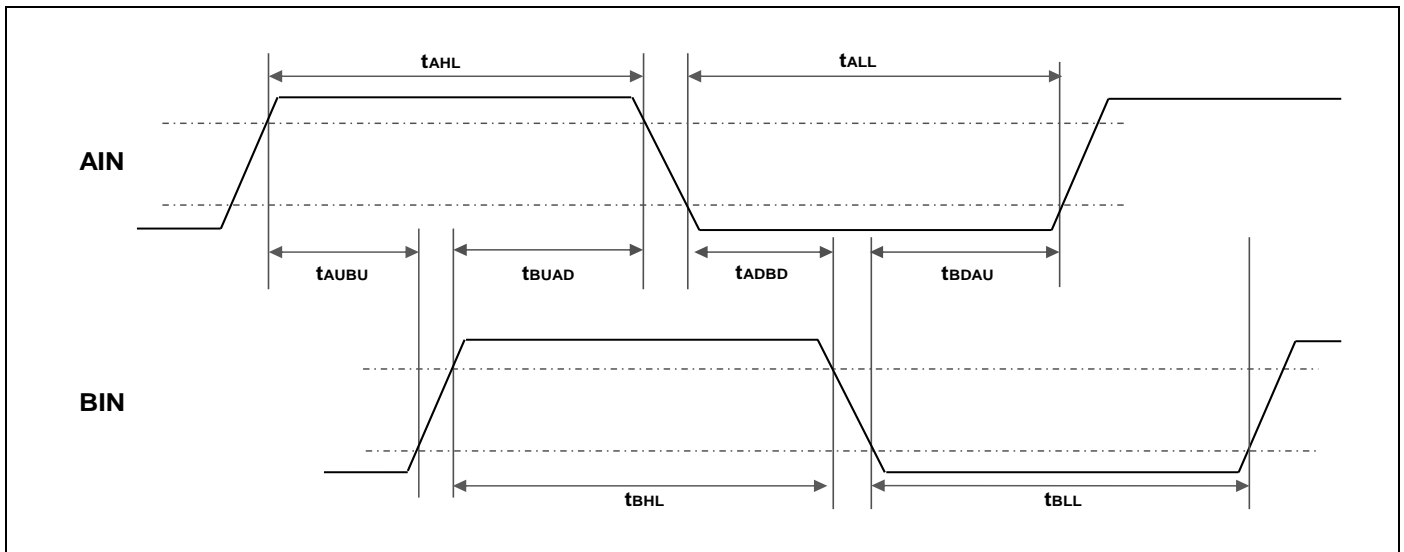 tAHL
tALL
AIN
tAUBU
tBUAD
tADBD
tBDAU
BIN
tBHL
tBLL